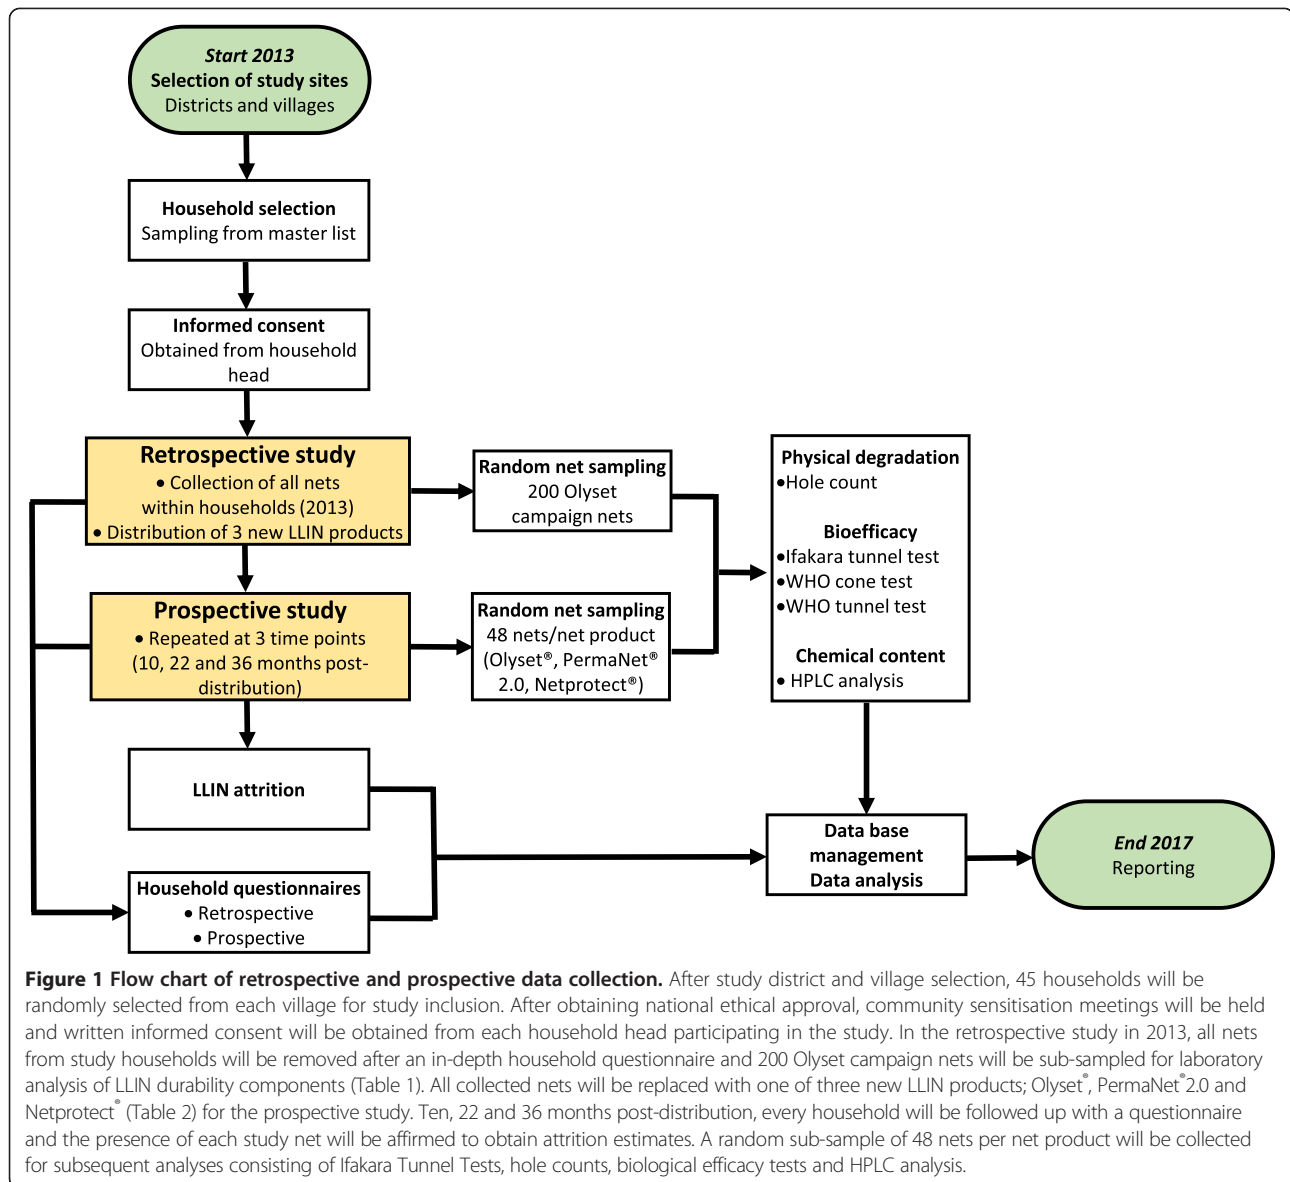 Start 2013
Selection of study sites
Districts and villages
Household selection
Sampling from master list
Informed consent
Obtained from household
head
Retrospective study
• Collection of all nets
within households (2013)
• Distribution of 3 new LLIN products
Random net sampling
200 Olyset
campaign nets
Prospective study
• Repeated at 3 time points
(10, 22 and 36 months post-
distribution)
Random net sampling
48 nets/net product
(Olyset®, PermaNet®
2.0, Netprotect®)
Physical degradation
•Hole count
Bioefficacy
•Ifakara tunnel test
•WHO cone test
•WHO tunnel test
Chemical content
• HPLC analysis
LLIN attrition
Household questionnaires
• Retrospective
• Prospective
Data base
management
Data analysis
End 2017
Reporting
Figure 1 Flow chart of retrospective and prospective data collection. After study district and village selection, 45 households will be
randomly selected from each village for study inclusion. After obtaining national ethical approval, community sensitisation meetings will be held
and written informed consent will be obtained from each household head participating in the study. In the retrospective study in 2013, all nets
from study households will be removed after an in-depth household questionnaire and 200 Olyset campaign nets will be sub-sampled for laboratory
analysis of LLIN durability components (Table 1). All collected nets will be replaced with one of three new LLIN products; Olyset®, PermaNet®2.0 and
Netprotect® (Table 2) for the prospective study. Ten, 22 and 36 months post-distribution, every household will be followed up with a questionnaire
and the presence of each study net will be affirmed to obtain attrition estimates. A random sub-sample of 48 nets per net product will be collected
for subsequent analyses consisting of Ifakara Tunnel Tests, hole counts, biological efficacy tests and HPLC analysis.